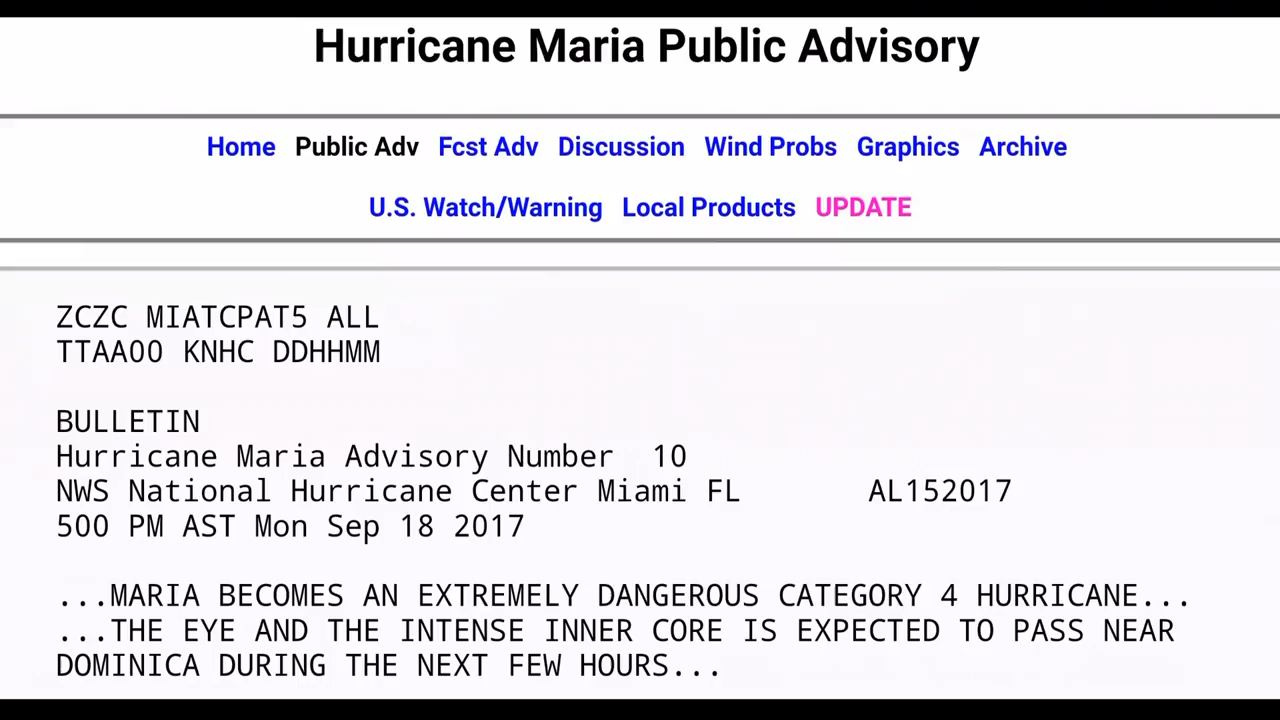 Hurricane Maria Public Advisory
Home Public Adv Fcst Adv Discussion Wind Probs Graphics Archive
U.S. Watch/Warning Local Products UPDATE
ZCZC MIATCPAT5 ALL
TTAA00 KNHC DDHHMM
BULLETIN
Hurricane Maria Advisory Number 10
NWS National Hurricane Center Miami FL AL152017
500 PM AST Mon Sep 18 2017
...MARIA BECOMES AN EXTREMELY DANGEROUS CATEGORY 4 HURRICANE...
...THE EYE AND THE INTENSE INNER CORE IS EXPECTED TO PASS NEAR
DOMINICA DURING THE NEXT FEW HOURS...